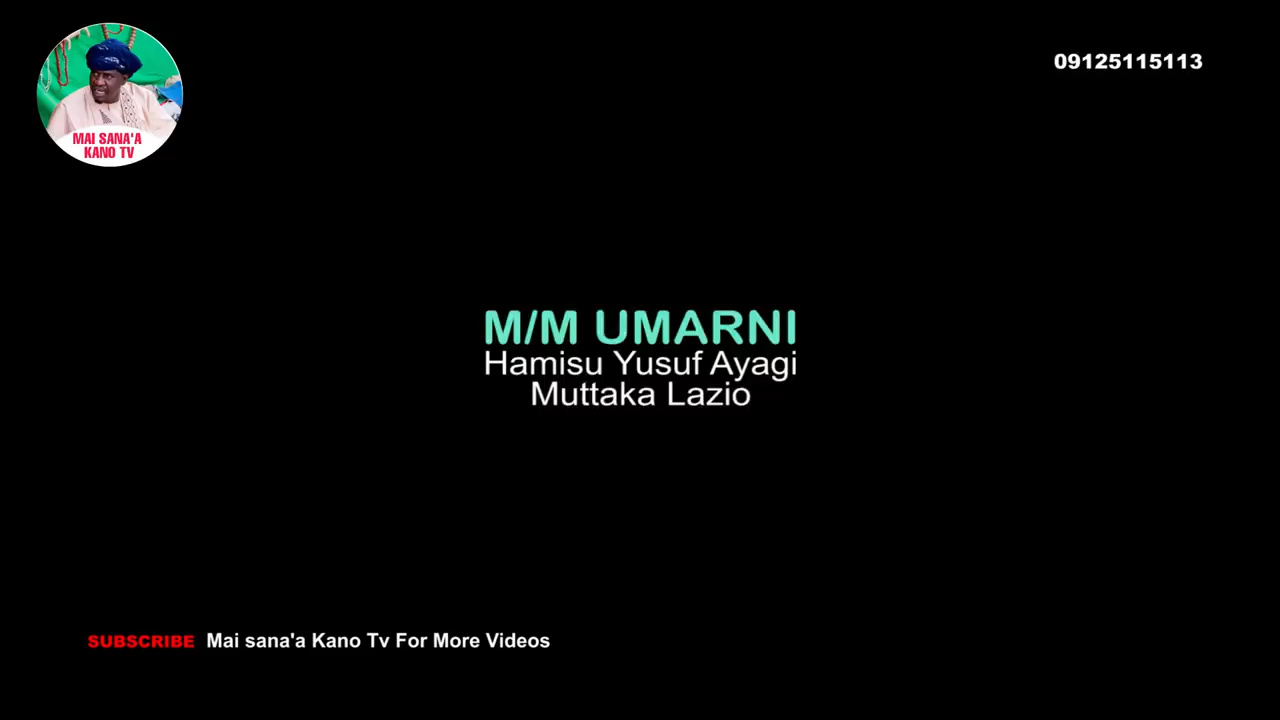 MAI SANA'A
KANO TV
09125115113
M/M UMARNI
Hamisu Yusuf Ayagi
Muttaka Lazio
SUBSCRIBE Mai sana'a Kano Tv For More Videos